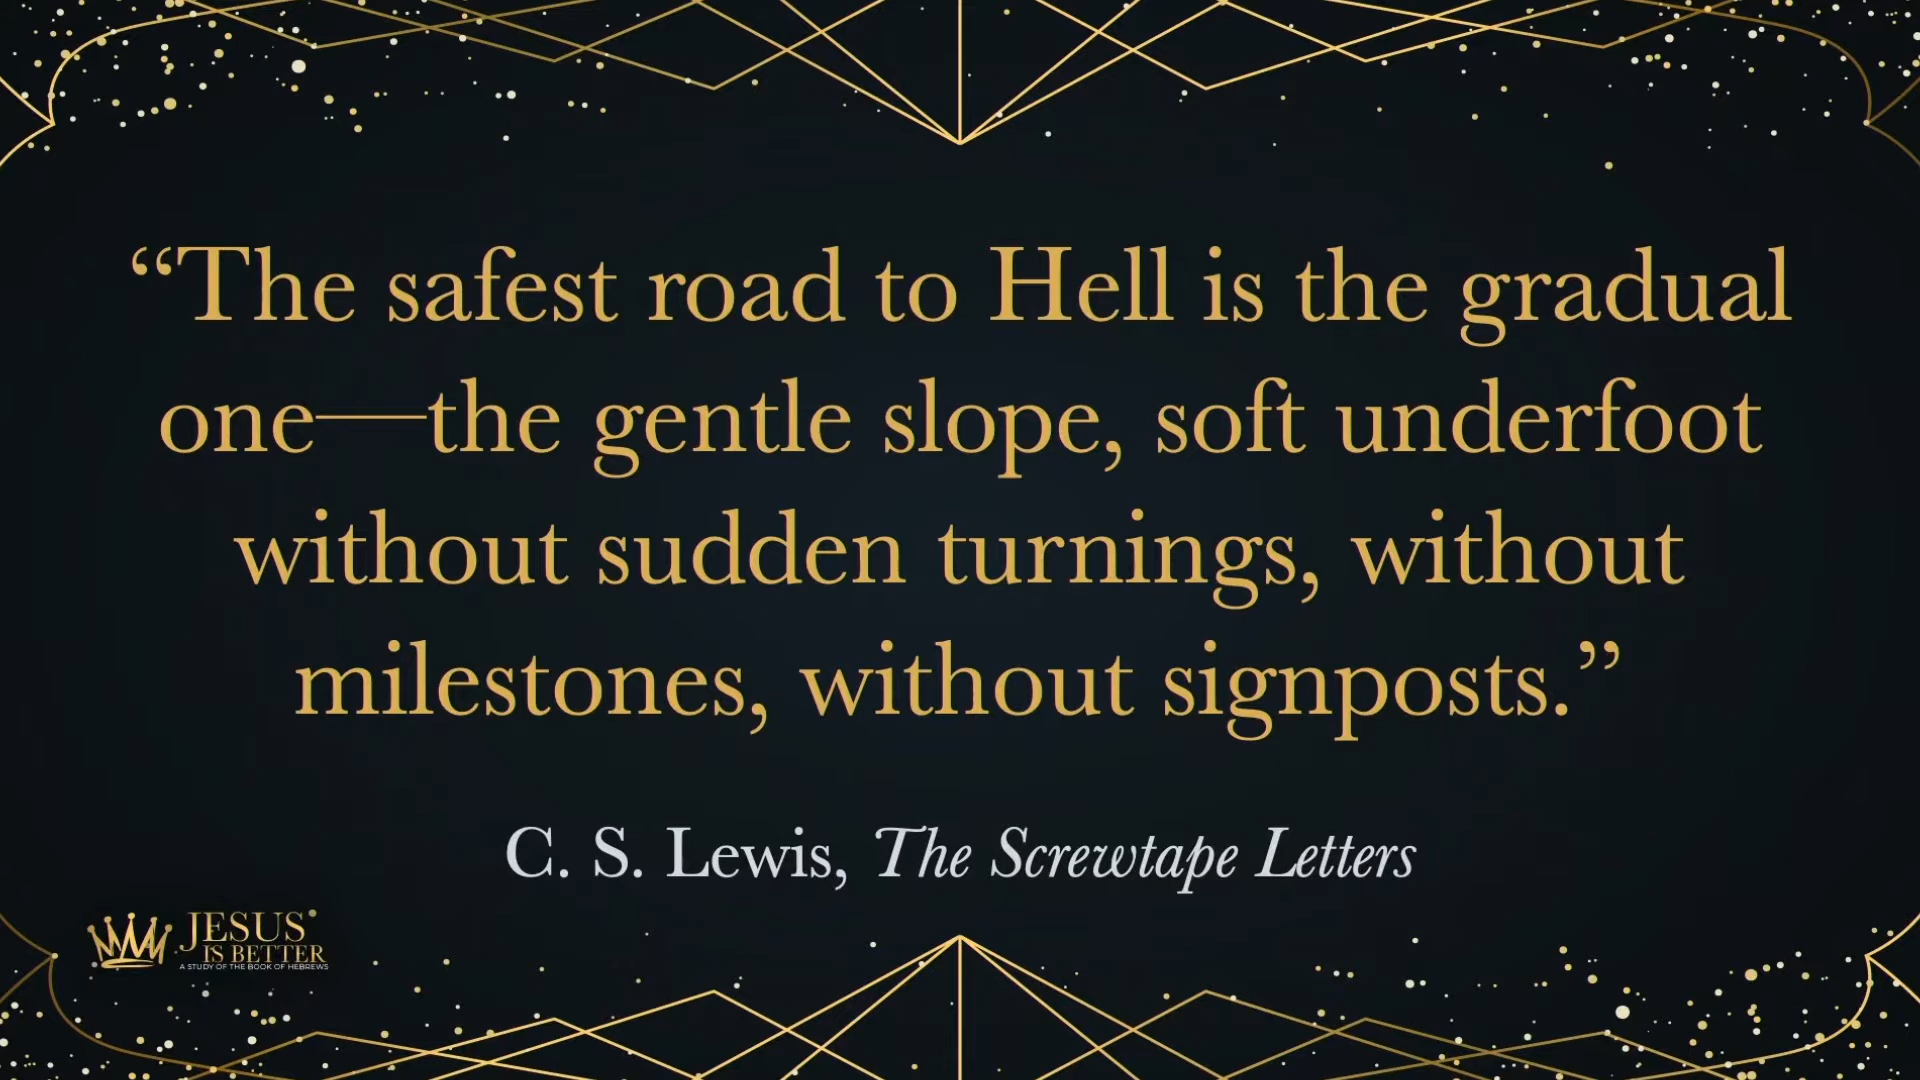 “The safest road to Hell is the gradual
one—the gentle slope, soft underfoot
without sudden turnings, without
milestones, without signposts.”
C. S. Lewis, The Screwtape Letters
JESUS
IS BETTER
A STUDY OF THE BOOK OF HEBREWS